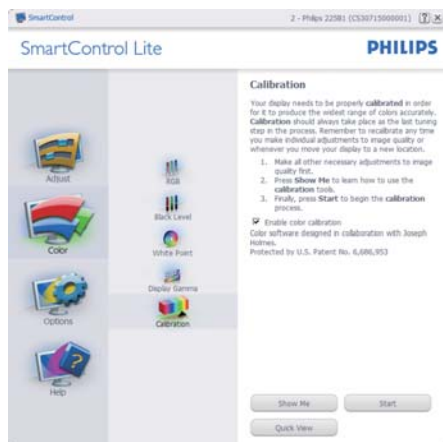 SmartControl
2 - Philips 225B1 (CS30715000001)
SmartControl Lite
PHILIPS
Adjust
Color
Options
Help
RGB
Black Level
White Point
Display Gamma
Calibration
Calibration
Your display needs to be properly calibrated in order
for it to produce the widest range of colors accurately.
Calibration should always take place as the last tuning
step in the process. Remember to recalibrate any time
you make individual adjustments to image quality or
whenever you move your display to a new location.
1. Make all other necessary adjustments to image
quality first.
2. Press Show Me to learn how to use the
calibration tools.
3. Finally, press Start to begin the calibration
process.
Enable color calibration
Color software designed in collaboration with Joseph
Holmes.
Protected by U.S. Patent No. 6,686,953
Show Me
Start
Quick View